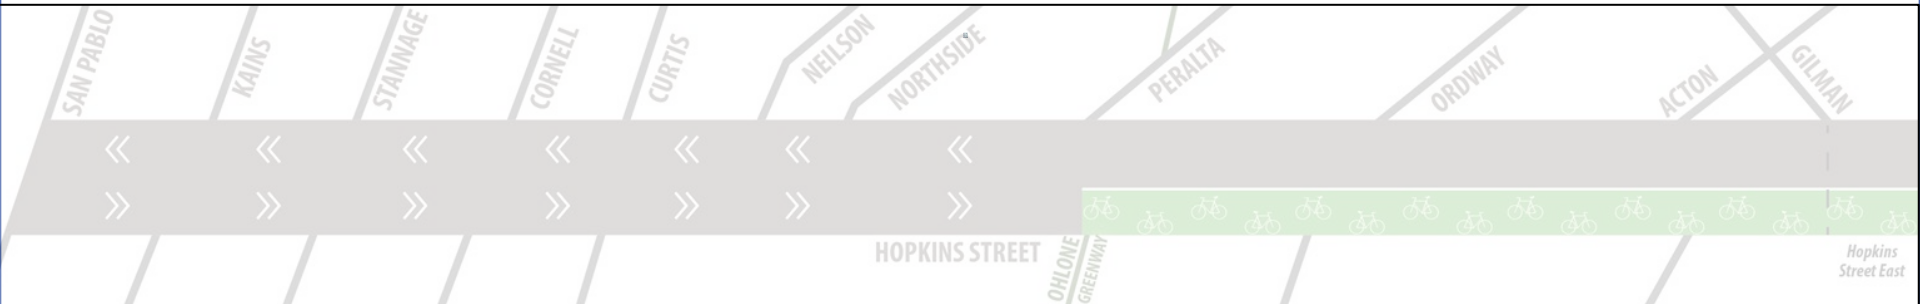 SAN PABLO
KAINS
STANNAGE
CORNELL
CURTIS
NEILSON
NORTHSIDE
PERALTA
ORDWAY
ACTON
GILMAN
HOPKINS STREET
OHLONE
GREENWAY
Hopkins
Street East